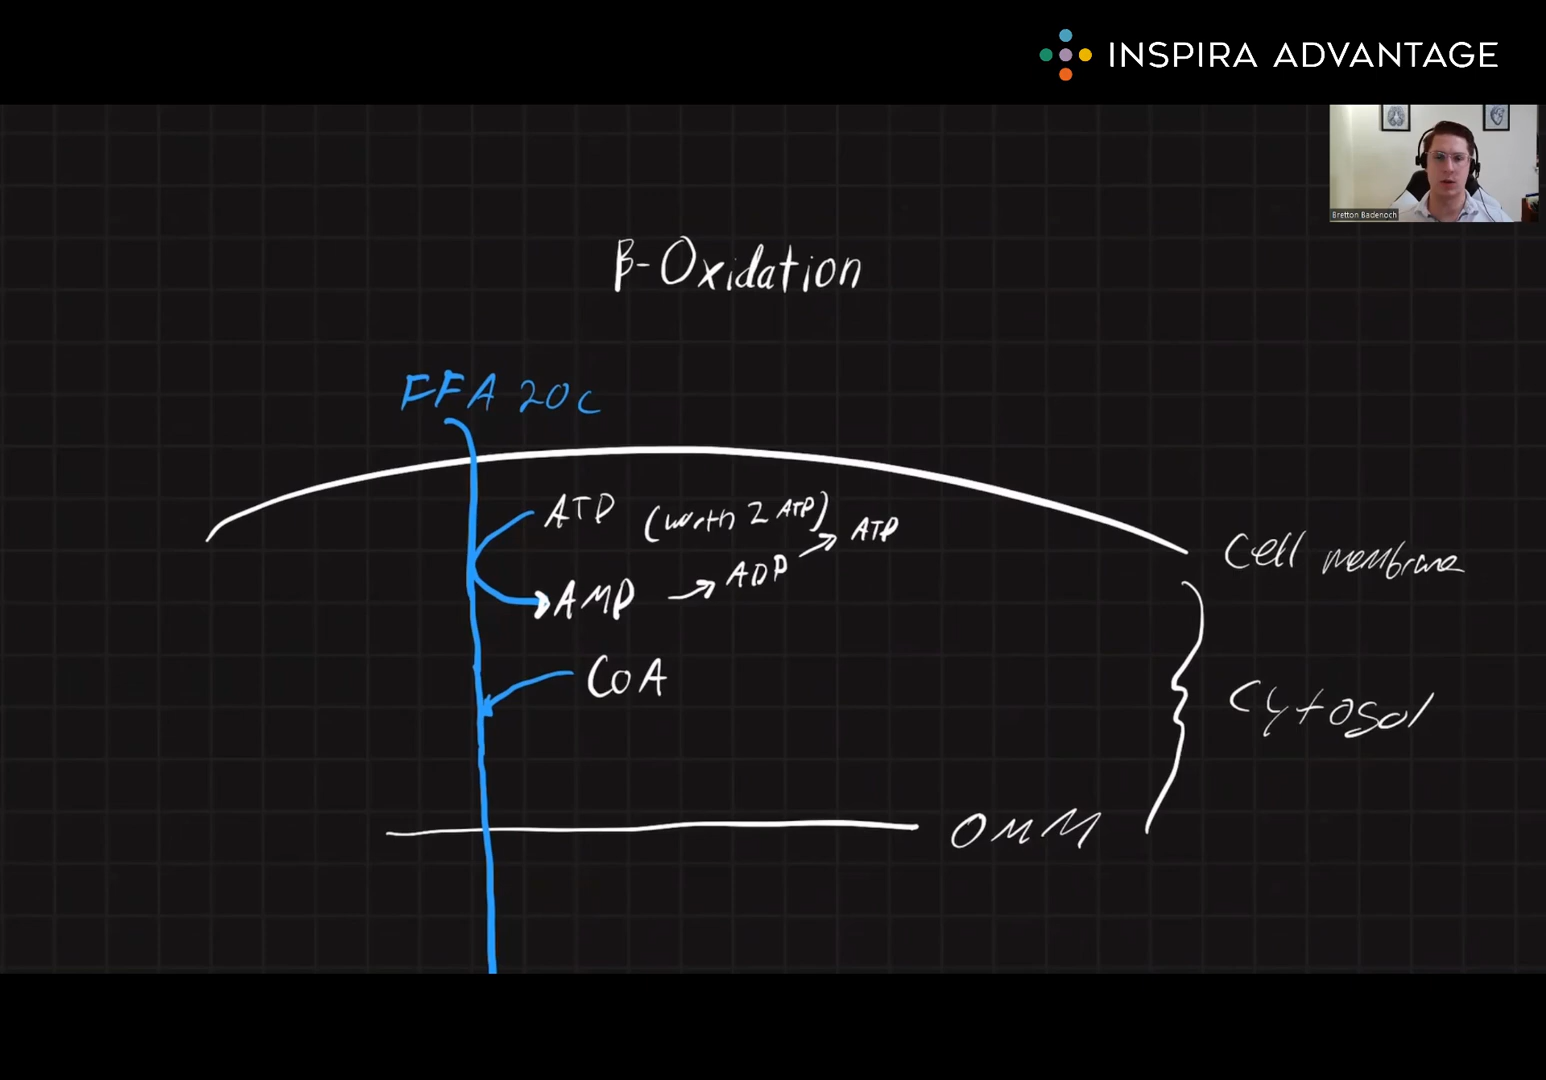 INSPIRA ADVANTAGE
Bretton Badenoch
β-Oxidation
FFA 20c
ATP (worth 2 ATP)
AMP → ADP → ATP
Cell membrane
CoA
Cytosol
OMM